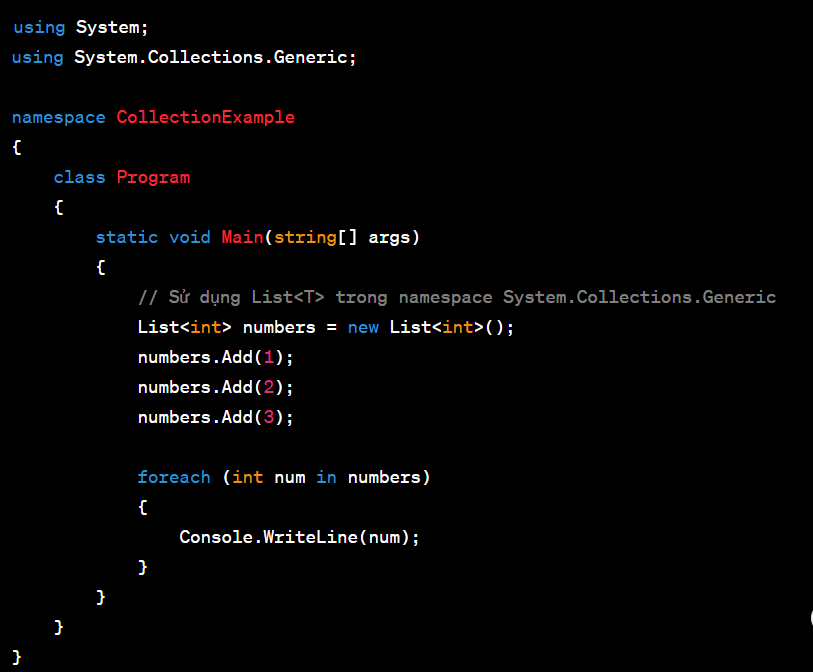 using System;
using System.Collections.Generic;

namespace CollectionExample
{
    class Program
    {
        static void Main(string[] args)
        {
            // Sử dụng List<T> trong namespace System.Collections.Generic
            List<int> numbers = new List<int>();
            numbers.Add(1);
            numbers.Add(2);
            numbers.Add(3);

            foreach (int num in numbers)
            {
                Console.WriteLine(num);
            }
        }
    }
}